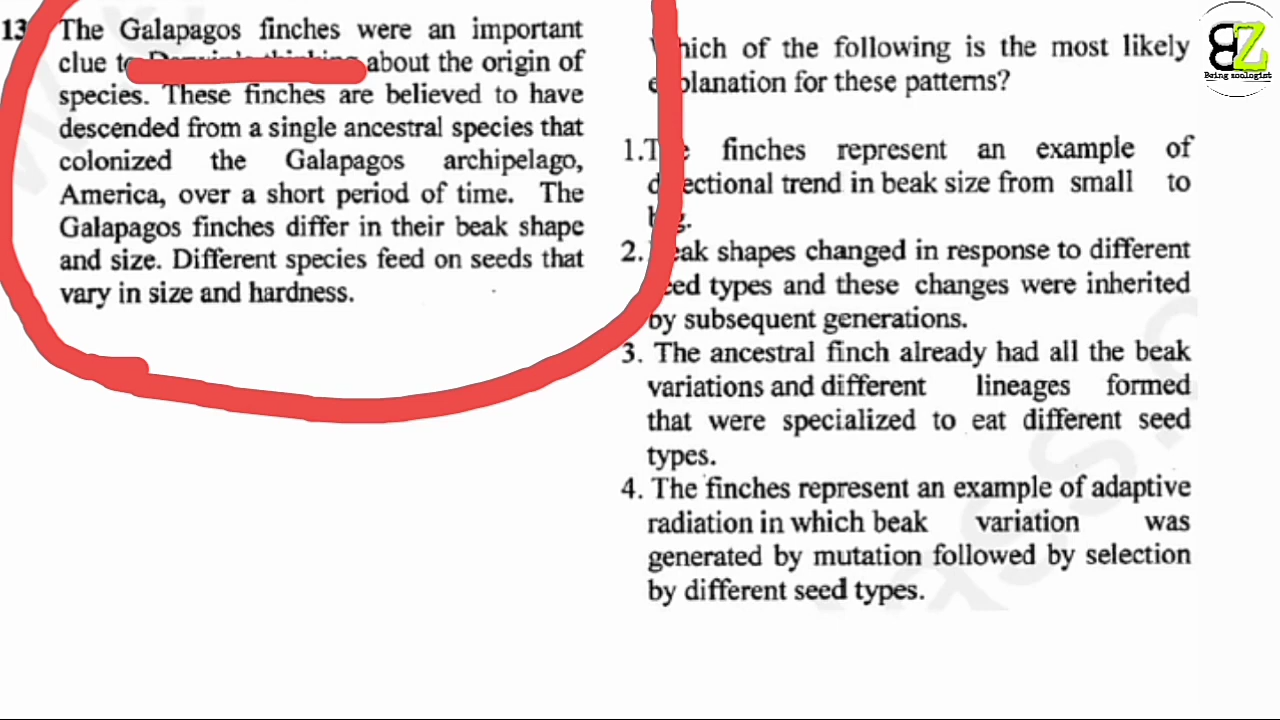 13 The Galapagos finches were an important
clue about the origin of
species. These finches are believed to have
descended from a single ancestral species that
colonized the Galapagos archipelago,
America, over a short period of time. The
Galapagos finches differ in their beak shape
and size. Different species feed on seeds that
vary in size and hardness.
hich of the following is the most likely
planation for these patterns?
1.T finches represent an example of
ectional trend in beak size from small to
2. eak shapes changed in response to different
eed types and these changes were inherited
by subsequent generations.
3. The ancestral finch already had all the beak
variations and different lineages formed
that were specialized to eat different seed
types.
4. The finches represent an example of adaptive
radiation in which beak variation was
generated by mutation followed by selection
by different seed types.
BZ
Being zoologist